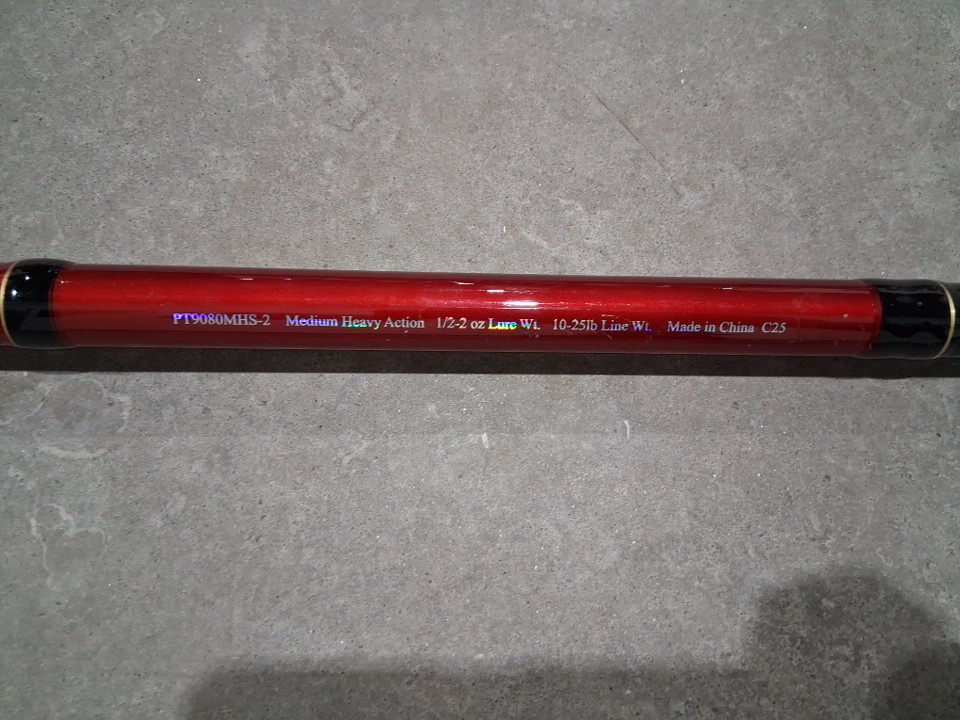 PT9080MHS-2 Medium Heavy Action 1/2-2 oz Lure Wt. 10-25lb Line Wt. Made in China C25